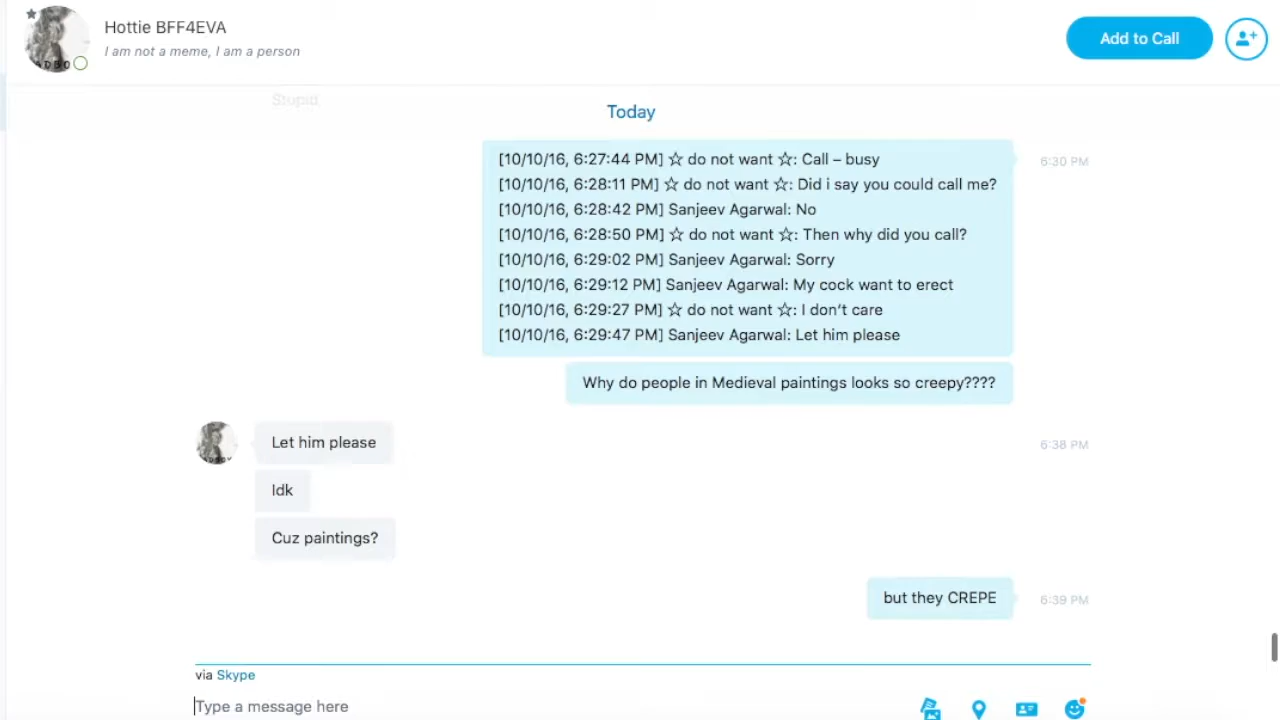 Hottie BFF4EVA
I am not a meme, I am a person
Add to Call
Stupid
Today
[10/10/16, 6:27:44 PM] ☆ do not want ☆: Call – busy
6:30 PM
[10/10/16, 6:28:11 PM] ☆ do not want ☆: Did i say you could call me?
[10/10/16, 6:28:42 PM] Sanjeev Agarwal: No
[10/10/16, 6:28:50 PM] ☆ do not want ☆: Then why did you call?
[10/10/16, 6:29:02 PM] Sanjeev Agarwal: Sorry
[10/10/16, 6:29:12 PM] Sanjeev Agarwal: My cock want to erect
[10/10/16, 6:29:27 PM] ☆ do not want ☆: I don't care
[10/10/16, 6:29:47 PM] Sanjeev Agarwal: Let him please
Why do people in Medieval paintings looks so creepy????
Let him please
6:38 PM
Idk
Cuz paintings?
but they CREPE
6:39 PM
via Skype
Type a message here